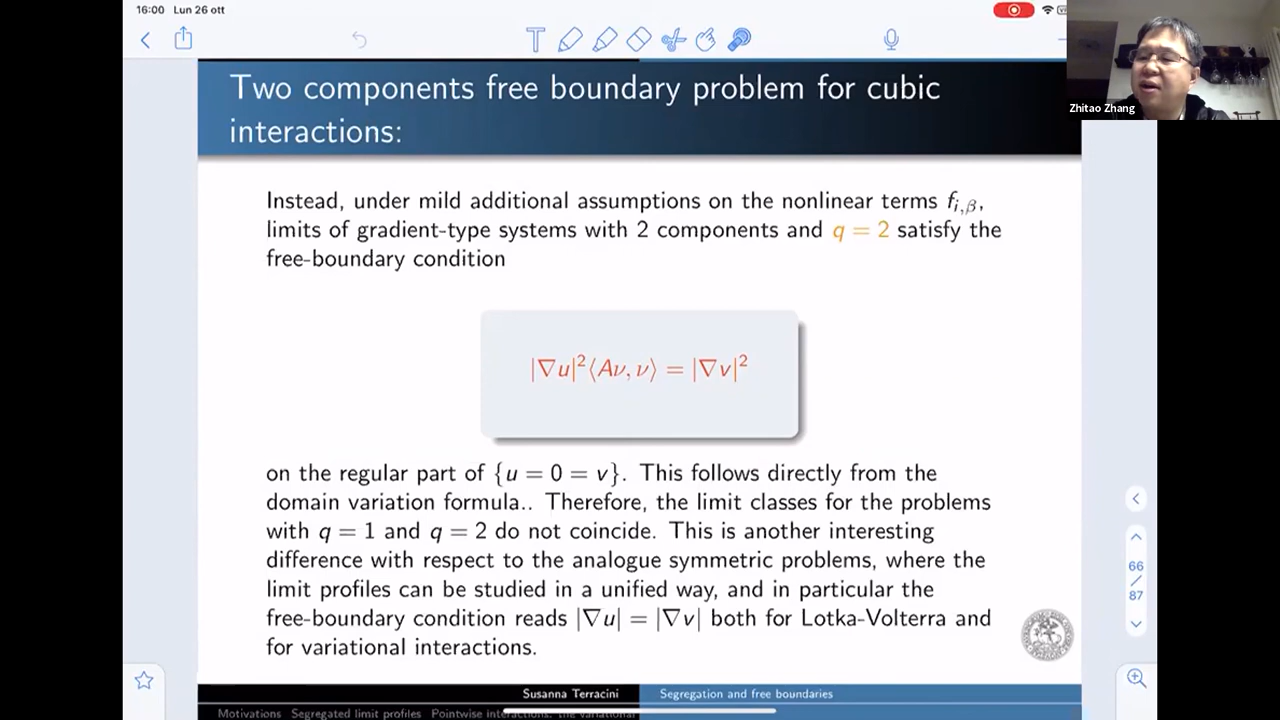 16:00 Lun 26 ott
Zhitao Zhang
Two components free boundary problem for cubic
interactions:
Instead, under mild additional assumptions on the nonlinear terms f_{i,β},
limits of gradient-type systems with 2 components and q = 2 satisfy the
free-boundary condition
|∇u|²⟨Aν, ν⟩ = |∇v|²
on the regular part of {u = 0 = v}. This follows directly from the
domain variation formula.. Therefore, the limit classes for the problems
with q = 1 and q = 2 do not coincide. This is another interesting
difference with respect to the analogue symmetric problems, where the
limit profiles can be studied in a unified way, and in particular the
free-boundary condition reads |∇u| = |∇v| both for Lotka-Volterra and
for variational interactions.
66
/
87
Susanna Terracini Segregation and free boundaries
Motivations Segregated limit profiles Pointwise interactions: the variational